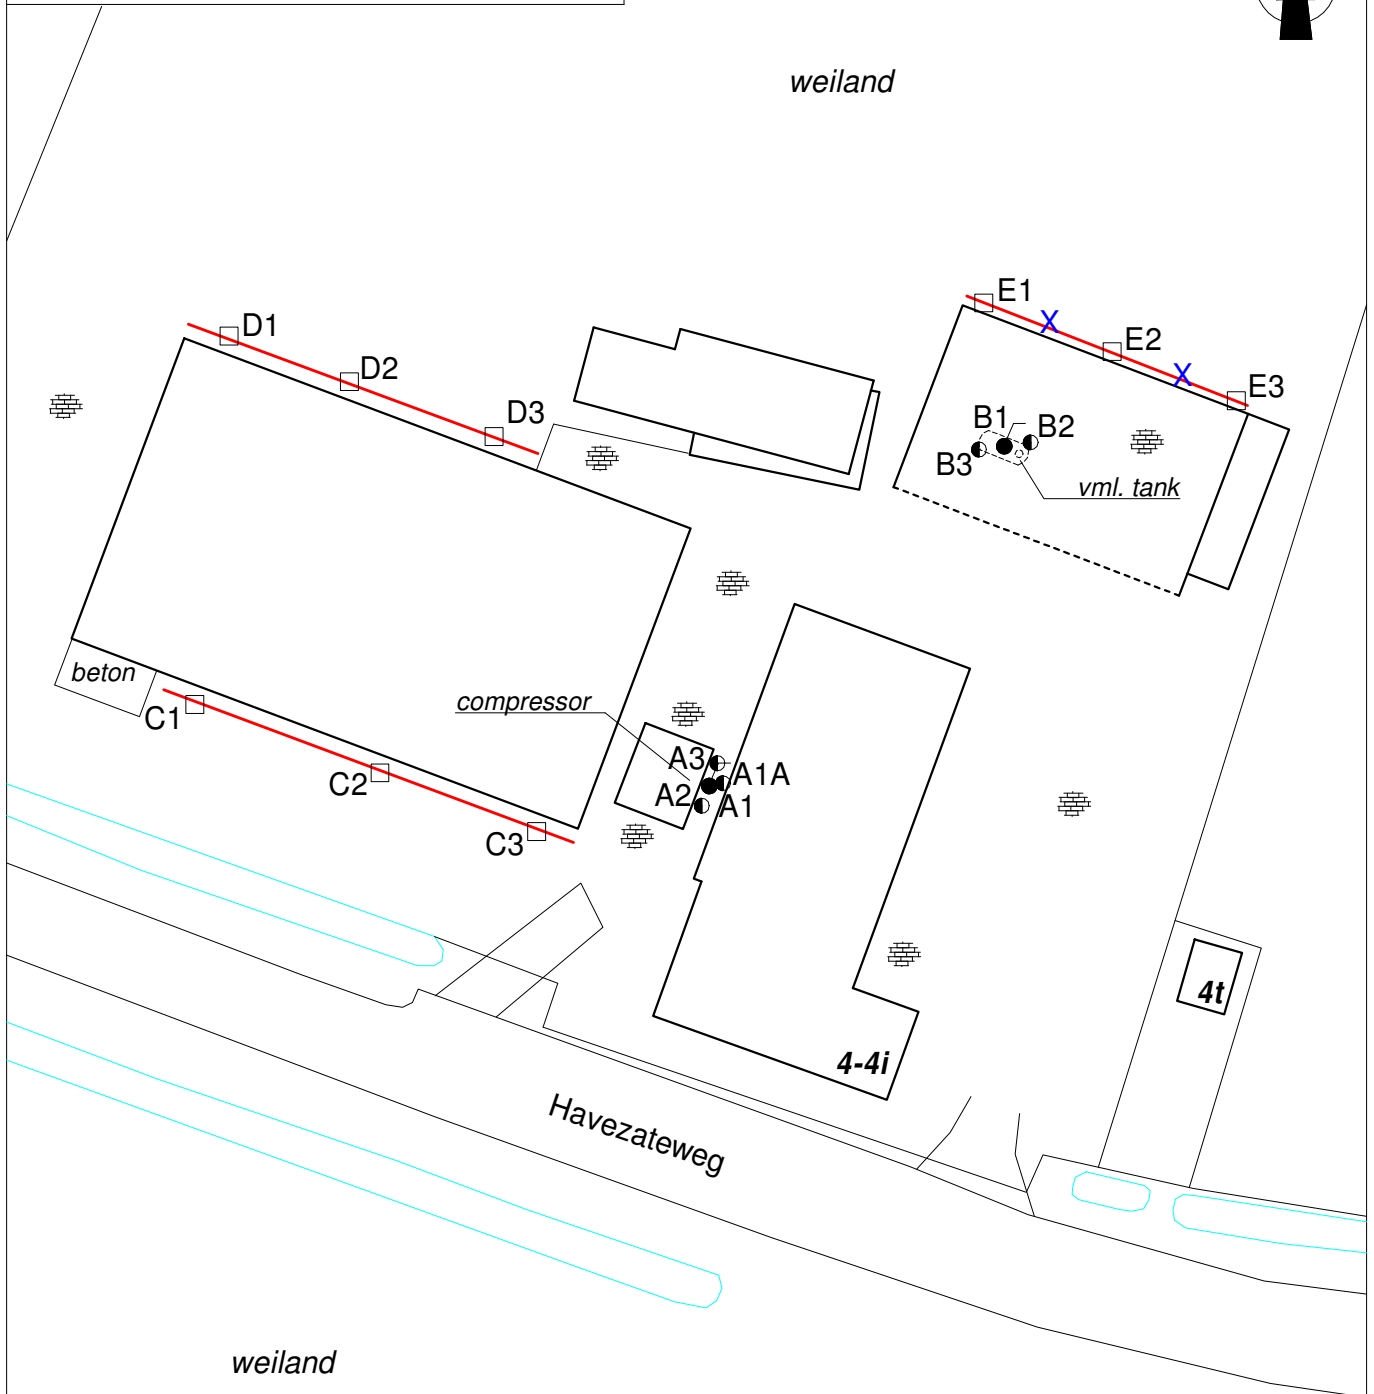 weiland
E1
X
E2
X
E3
D1
D2
D3
B1
B2
B3
vml. tank
beton
C1
C2
C3
compressor
A3
A1A
A2
A1
4t
4-4i
Havezateweg
weiland